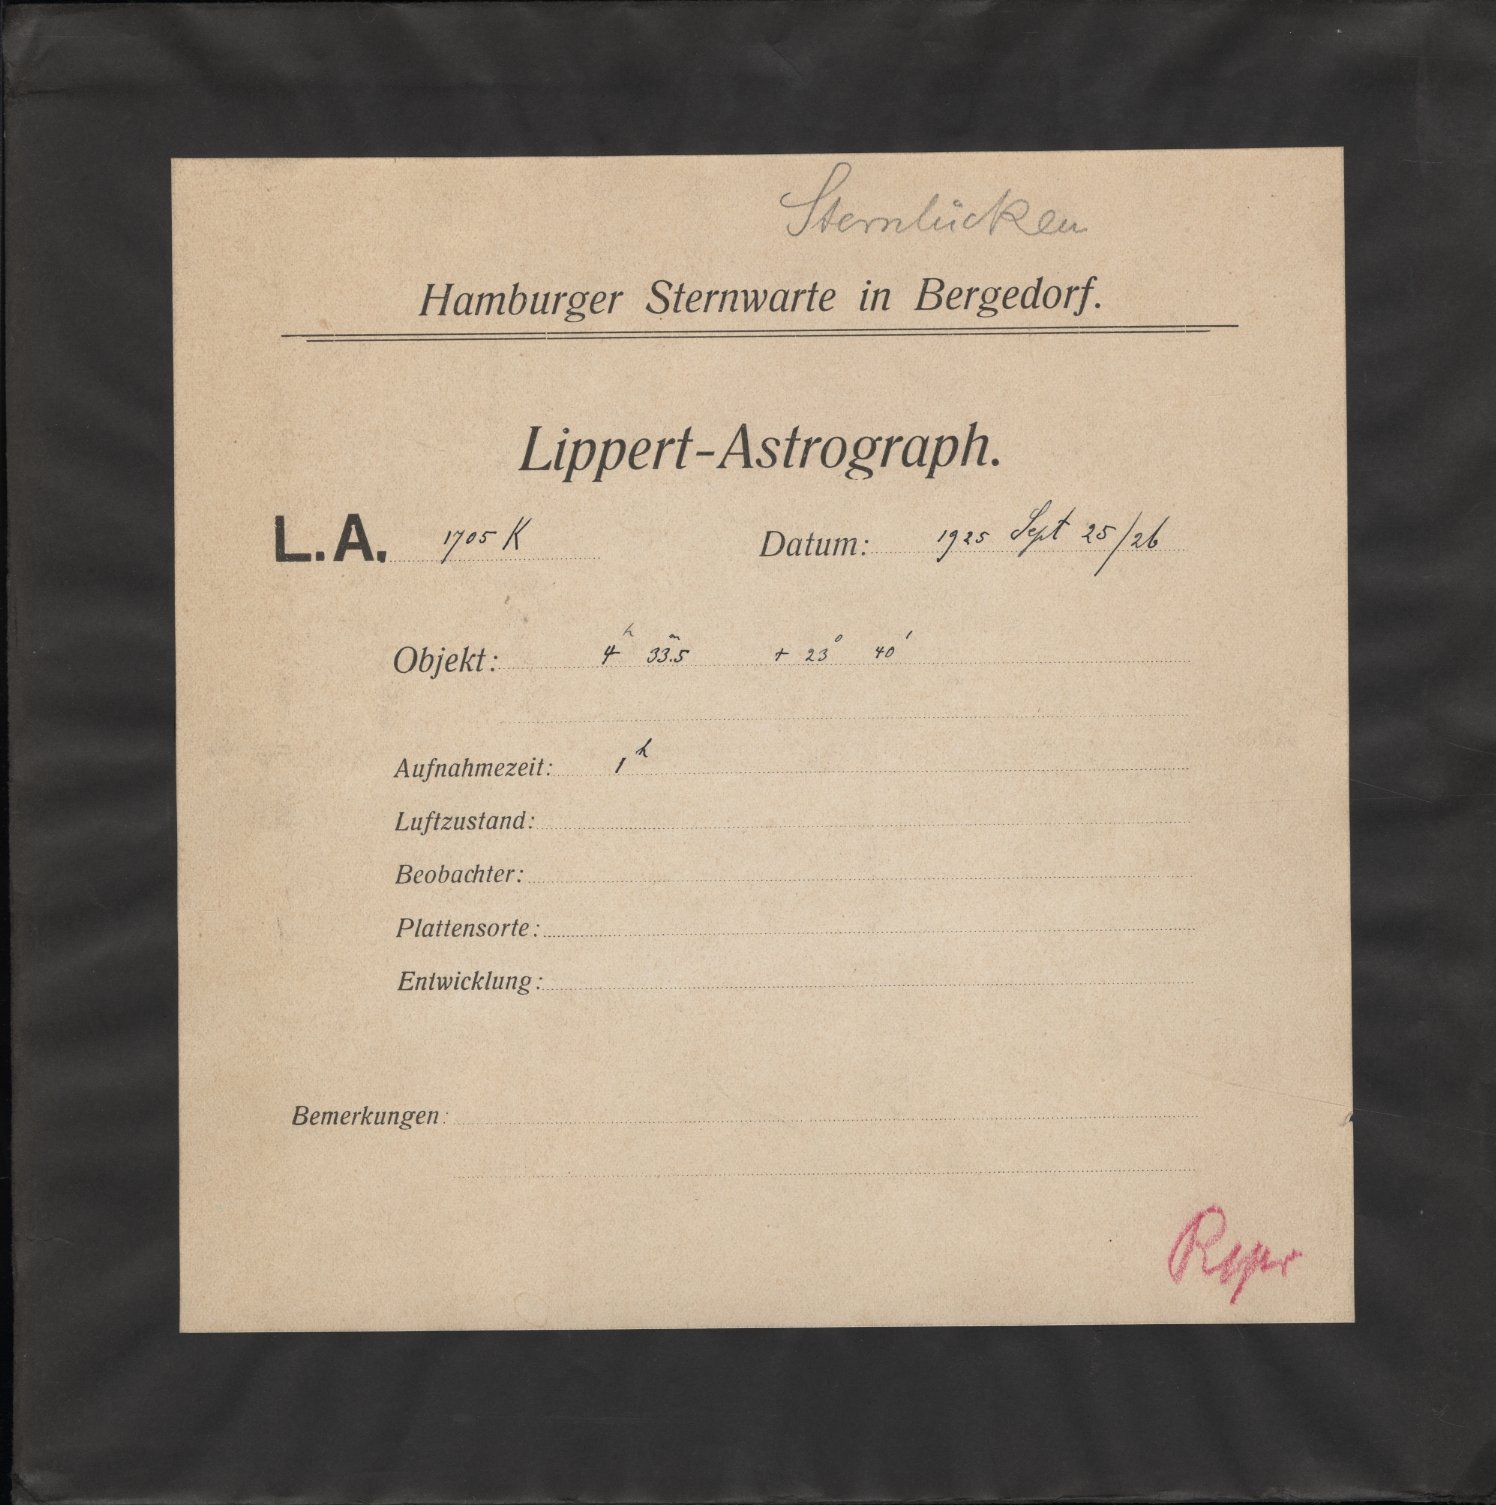 Sternlücken
Hamburger Sternwarte in Bergedorf.
Lippert-Astrograph.
L.A. 1705 K Datum: 1925 Sept 25/26
Objekt: 4h 33.m5 + 23° 40'
Aufnahmezeit: 1h
Luftzustand:
Beobachter:
Plattensorte:
Entwicklung:
Bemerkungen: